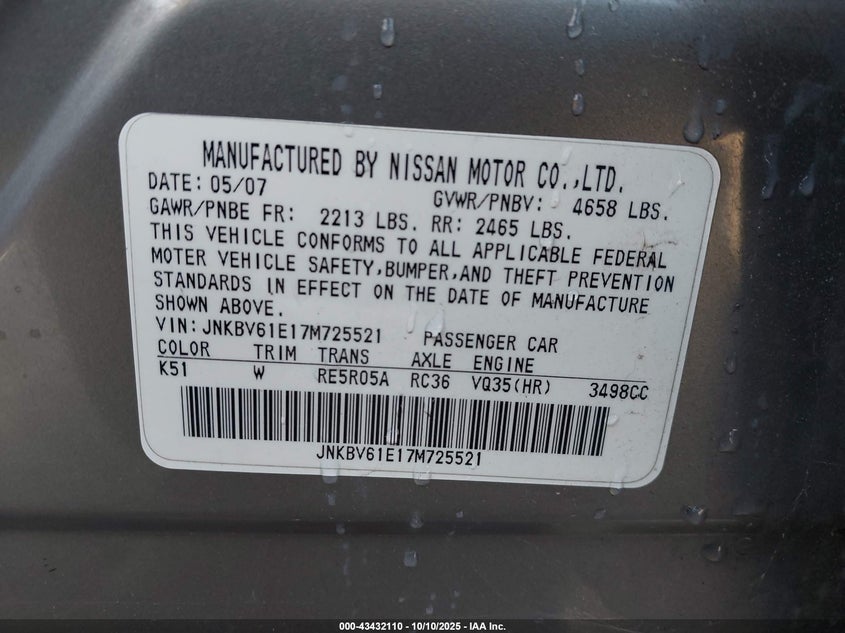 MANUFACTURED BY NISSAN MOTOR CO.,LTD.
DATE: 05/07 GVWR/PNBV: 4658 LBS.
GAWR/PNBE FR: 2213 LBS. RR: 2465 LBS.
THIS VEHICLE CONFORMS TO ALL APPLICABLE FEDERAL
MOTER VEHICLE SAFETY,BUMPER,AND THEFT PREVENTION
STANDARDS IN EFFECT ON THE DATE OF MANUFACTURE
SHOWN ABOVE.
VIN:JNKBV61E17M725521 PASSENGER CAR
COLOR TRIM TRANS AXLE ENGINE
K51 W RE5R05A RC36 VQ35(HR) 3498CC
JNKBV61E17M725521
000-43432110 - 10/10/2025 - IAA Inc.